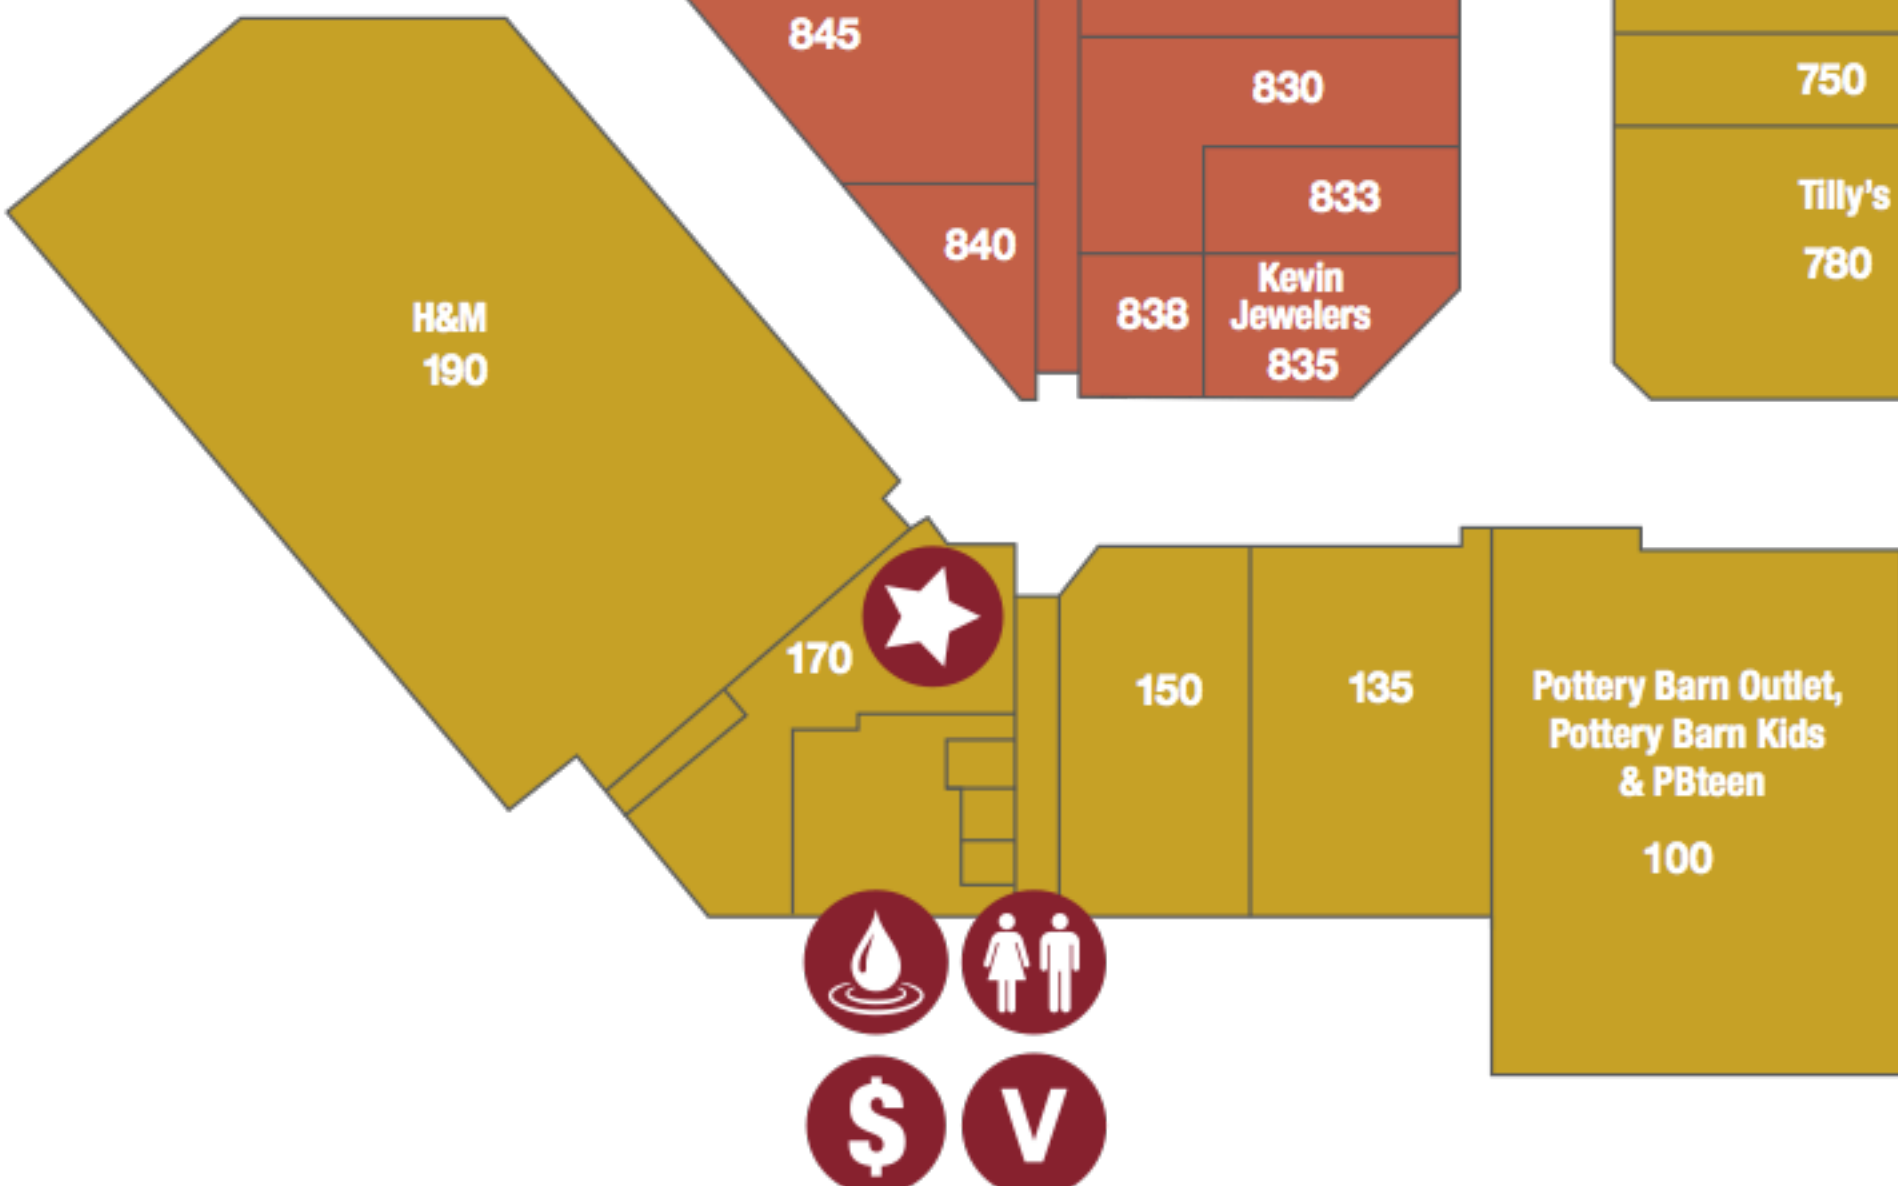 845
830
750
833
Tilly's
780
840
Kevin
Jewelers
835
838
H&M
190
170
150
135
Pottery Barn Outlet,
Pottery Barn Kids
& PBteen
100
$
V